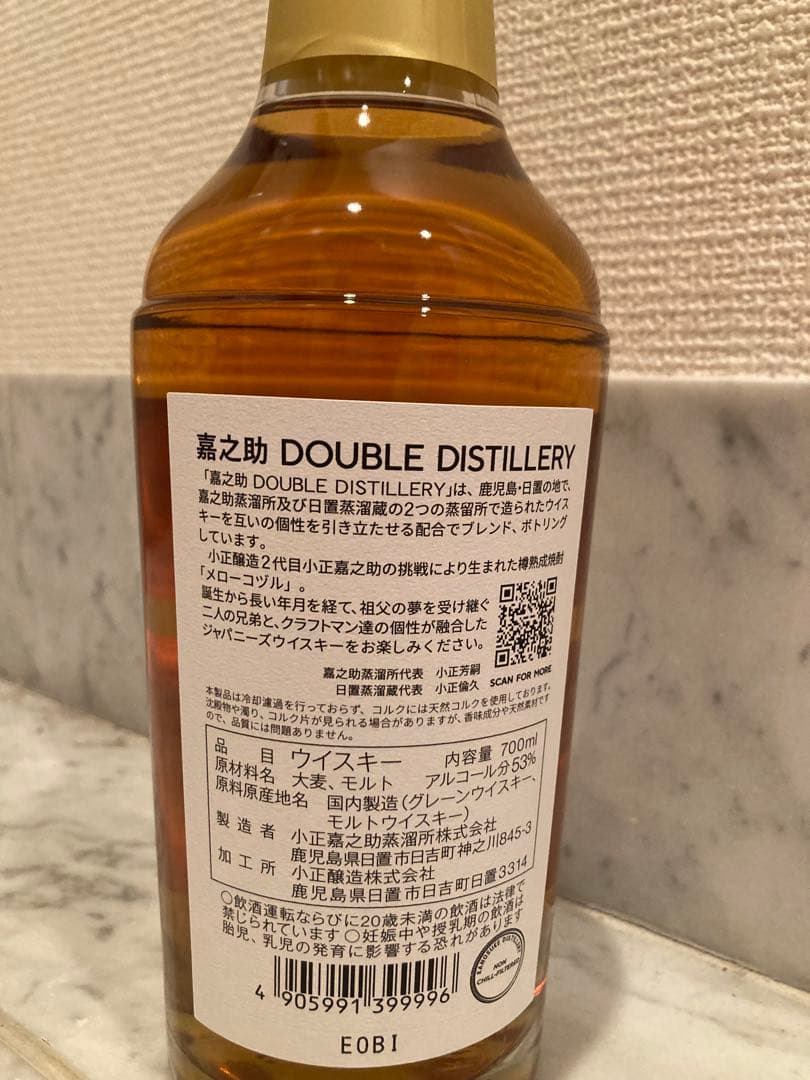 嘉之助 DOUBLE DISTILLERY
「嘉之助 DOUBLE DISTILLERY」は、鹿児島・日置の地で、
嘉之助蒸溜所及び日置蒸溜蔵の2つの蒸留所で造られたウイス
キーを互いの個性を引き立たせる配合でブレンド、ボトリング
しています。
小正醸造2代目小正嘉之助の挑戦により生まれた樽熟成焼酎
「メローコヅル」。
誕生から長い年月を経て、祖父の夢を受け継ぐ
二人の兄弟と、クラフトマン達の個性が融合した
ジャパニーズウイスキーをお楽しみください。
嘉之助蒸溜所代表 小正芳嗣
日置蒸溜蔵代表 小正倫久
SCAN FOR MORE
本製品は冷却濾過を行っておらず、コルクには天然コルクを使用しております。
沈殿物や濁り、コルク片が見られる場合がありますが、香味成分や天然素材です
ので、品質には問題ありません。
品目 ウイスキー 内容量 700ml
原材料名 大麦、モルト アルコール分53%
原料原産地名 国内製造(グレーンウイスキー、
モルトウイスキー)
製造者 小正嘉之助蒸溜所株式会社
鹿児島県日置市日吉町神之川845-3
加工所 小正醸造株式会社
鹿児島県日置市日吉町日置3314
○飲酒運転ならびに20歳未満の飲酒は法律で
禁じられています ○妊娠中や授乳期の飲酒は
胎児、乳児の発育に影響する恐れがあります
KANOSUKE DISTILLERY
NON
CHILL-FILTERED
4 905991 399996
E0BI